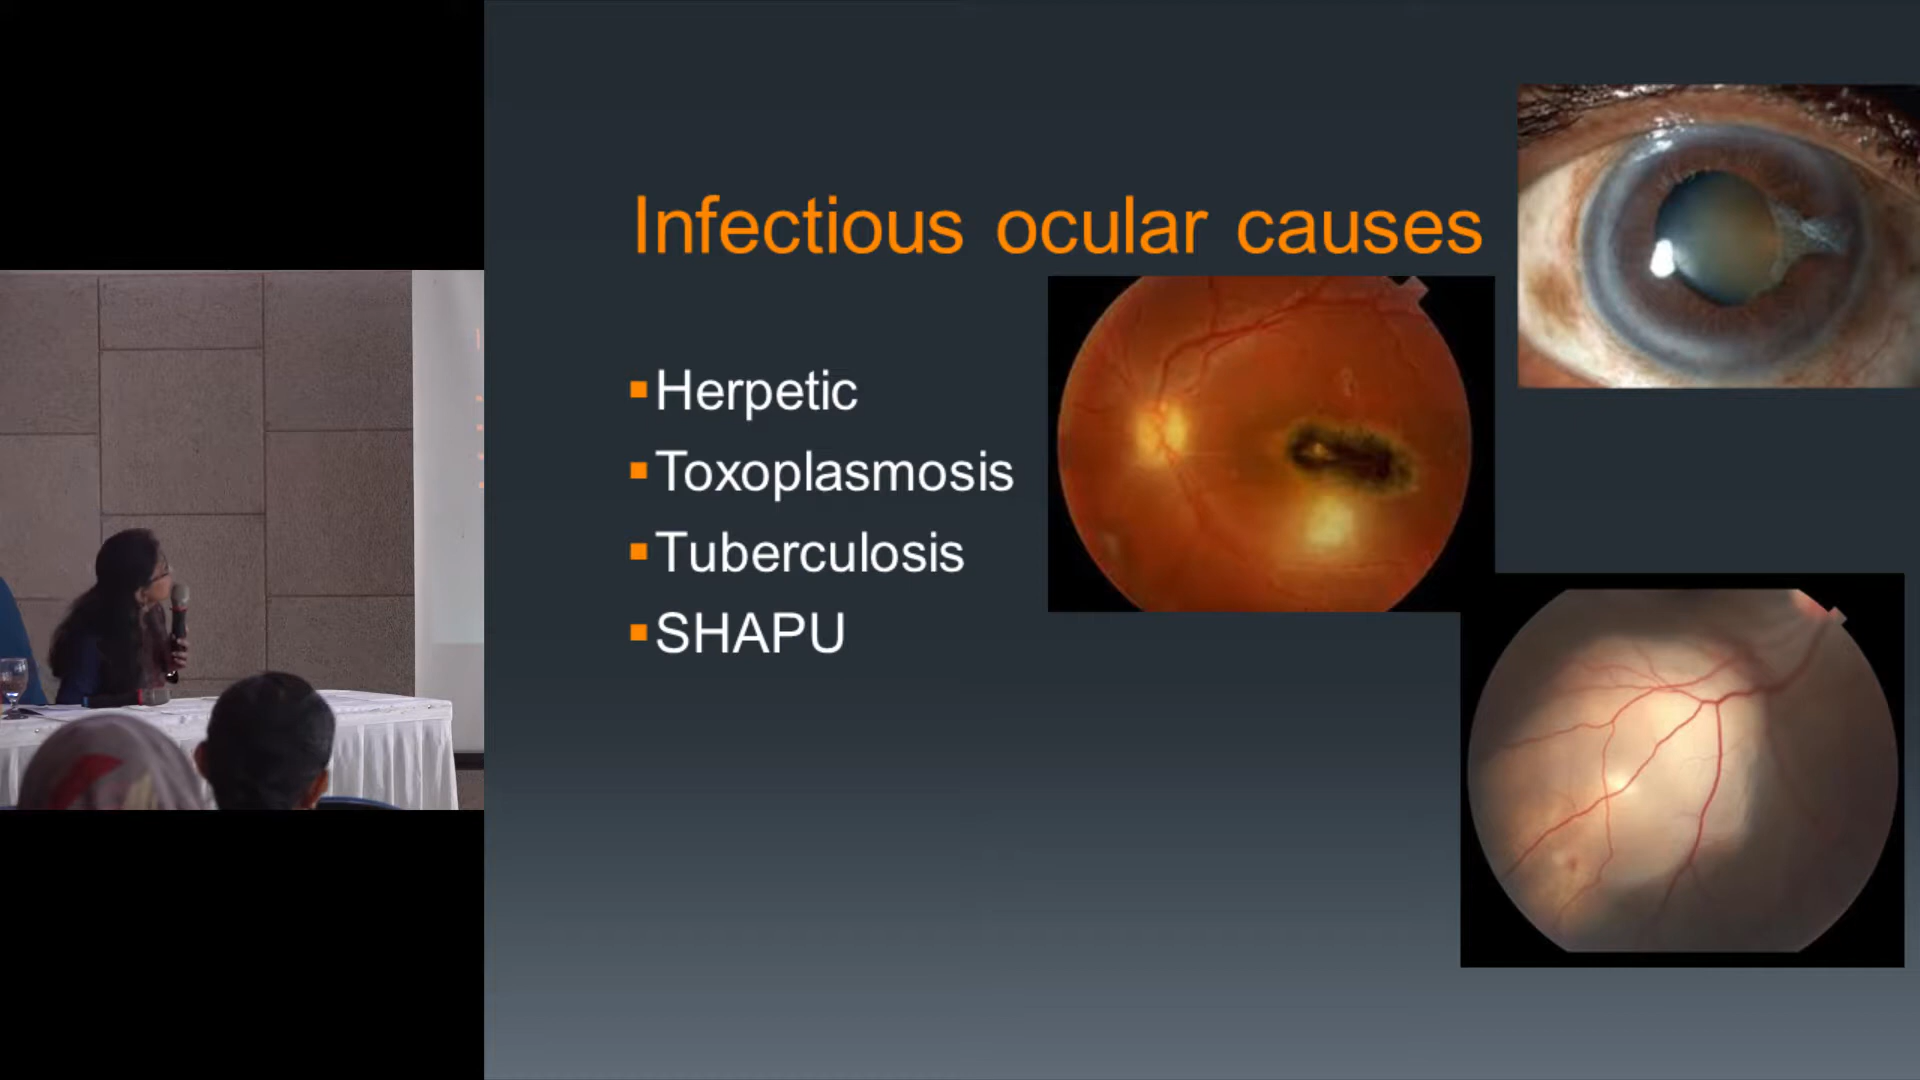 Infectious ocular causes
Herpetic
Toxoplasmosis
Tuberculosis
SHAPU